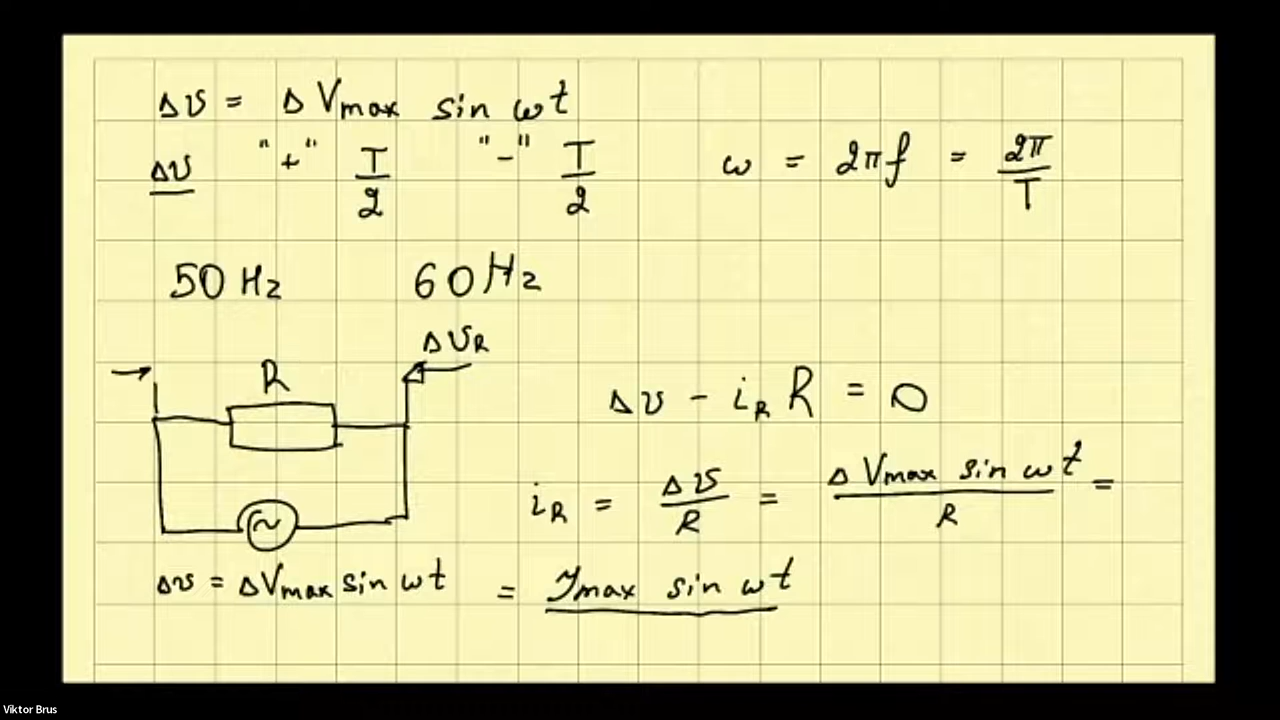 Δv = ΔVmax sin ωt
Δv "+" T/2 "-" T/2
ω = 2πf = 2π/T
50 Hz 60 Hz
ΔvR
R
~
Δv = ΔVmax sin ωt
Δv - iR R = 0
iR = Δv/R = ΔVmax sin ωt/R =
= Imax sin ωt
Viktor Brus